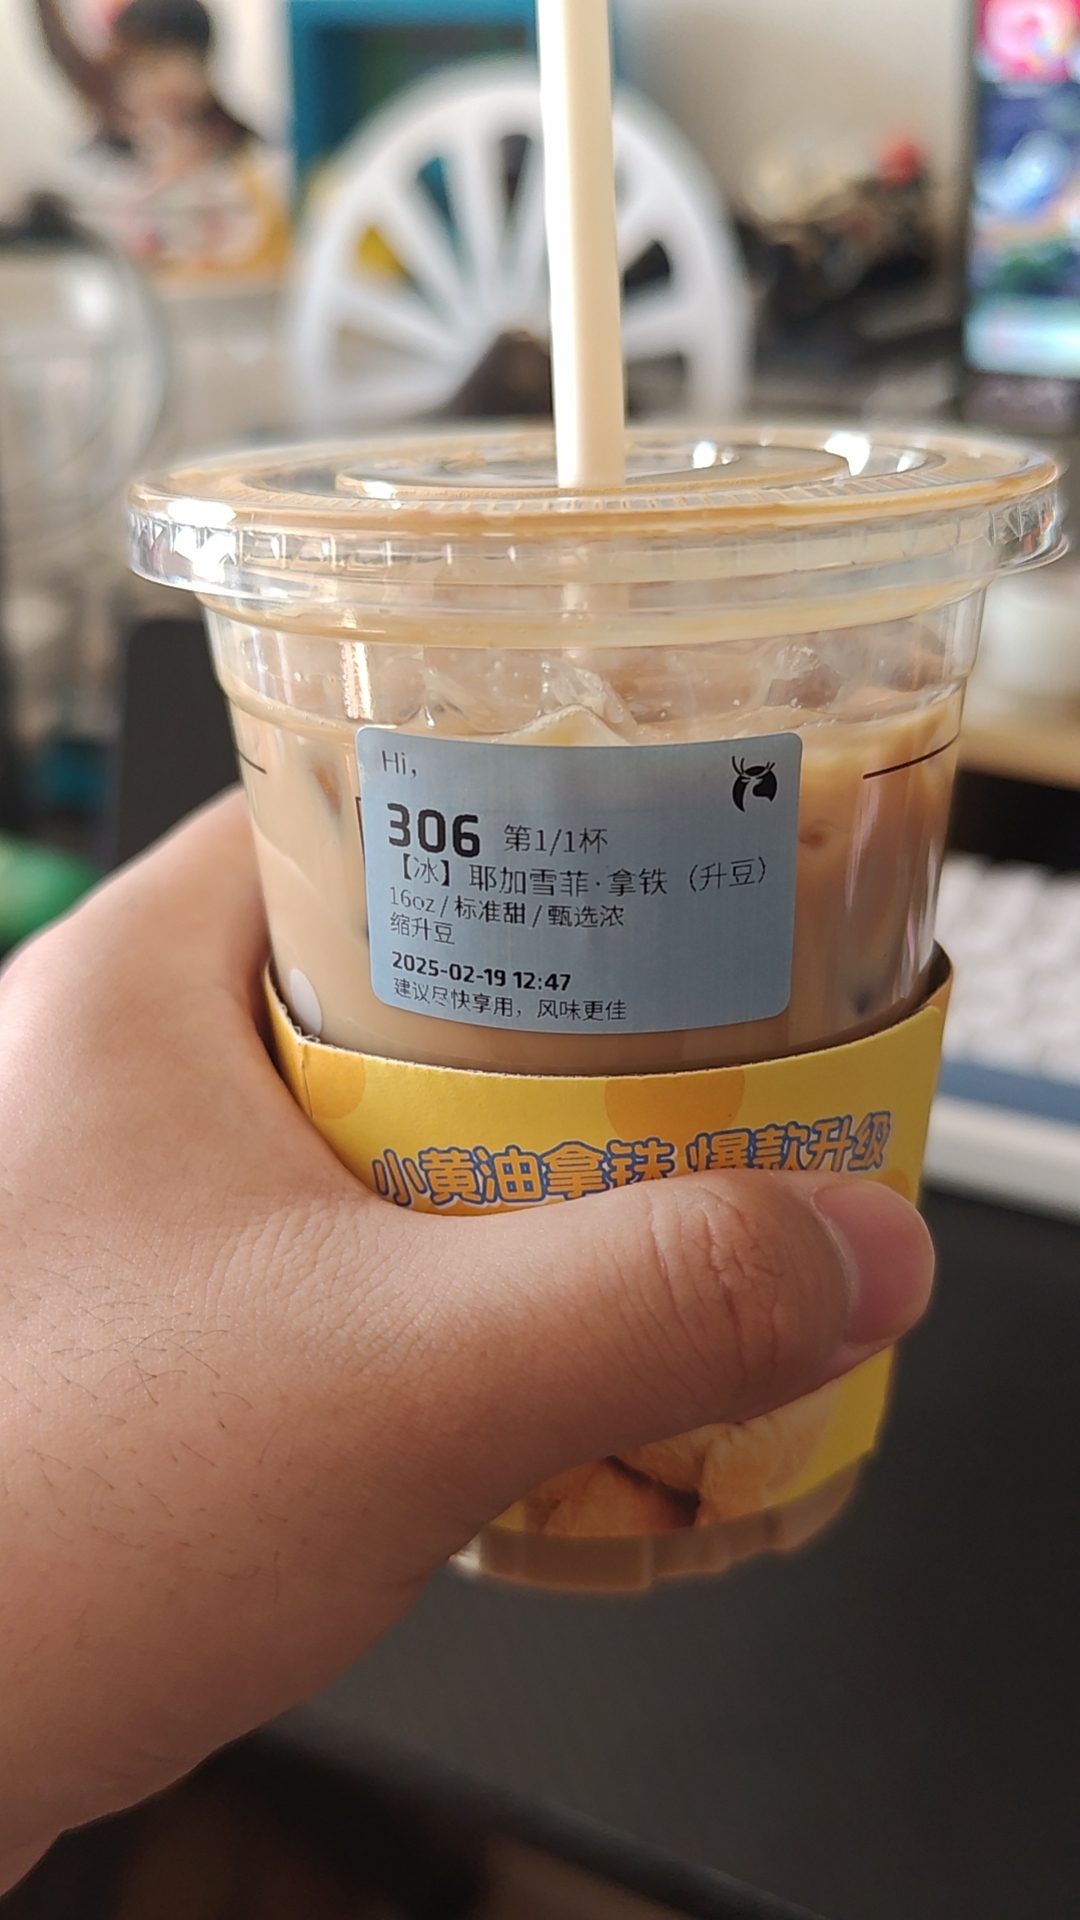 Hi,
306 第1/1杯
【冰】耶加雪菲·拿铁（升豆）
16oz/标准甜/甄选浓
缩升豆
2025-02-19 12:47
建议尽快享用，风味更佳
小黄油拿铁 爆款升级